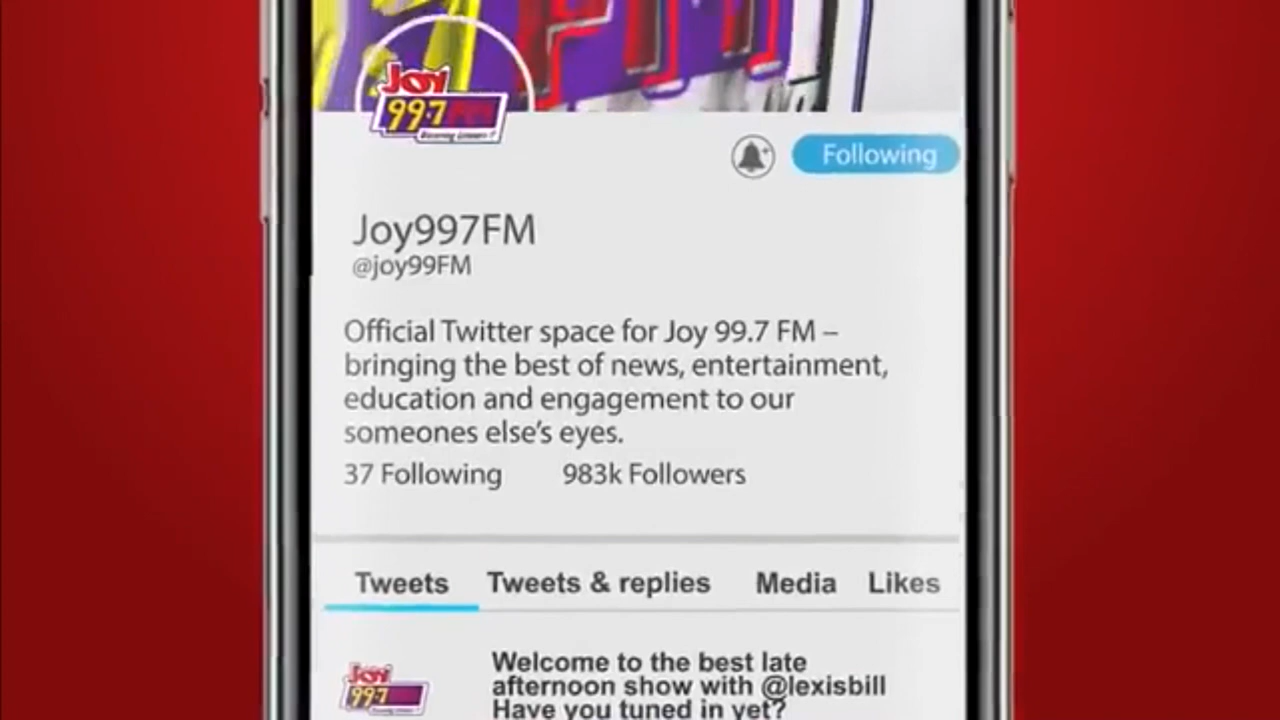 Joy
99.7 FM
Following
Joy997FM
@joy99FM
Official Twitter space for Joy 99.7 FM –
bringing the best of news, entertainment,
education and engagement to our
someones else's eyes.
37 Following 983k Followers
Tweets Tweets & replies Media Likes
Joy
99.7
Welcome to the best late
afternoon show with @lexisbill
Have you tuned in yet?